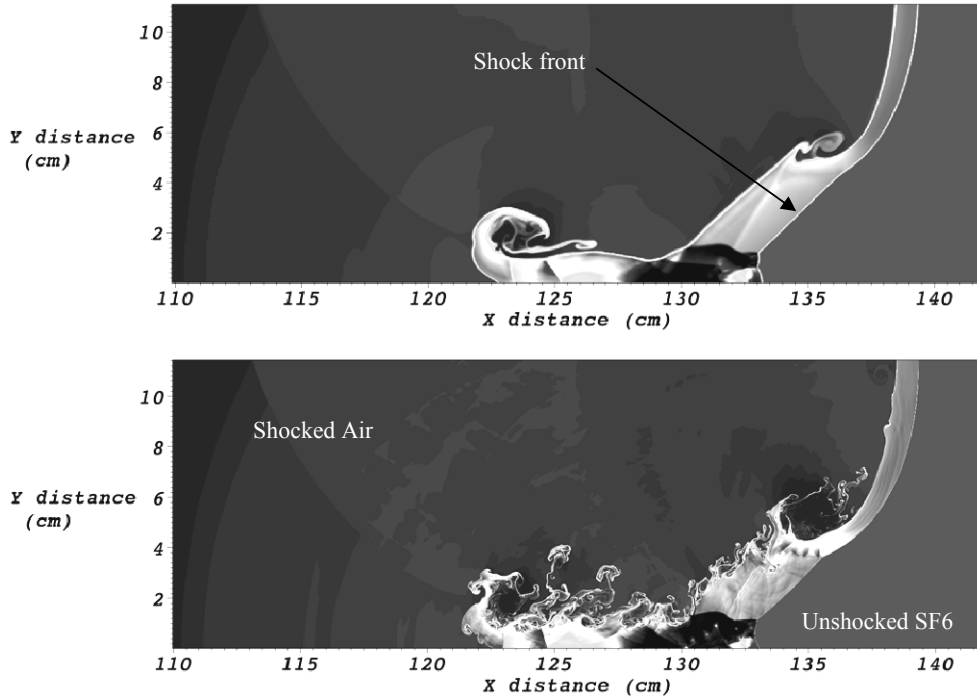 10
Shock front
8
Y distance
(cm)
6
4
2
110 115 120 125 130 135 140
X distance (cm)
10
Shocked Air
8
Y distance
(cm)
6
4
2
Unshocked SF6
110 115 120 125 130 135 140
X distance (cm)